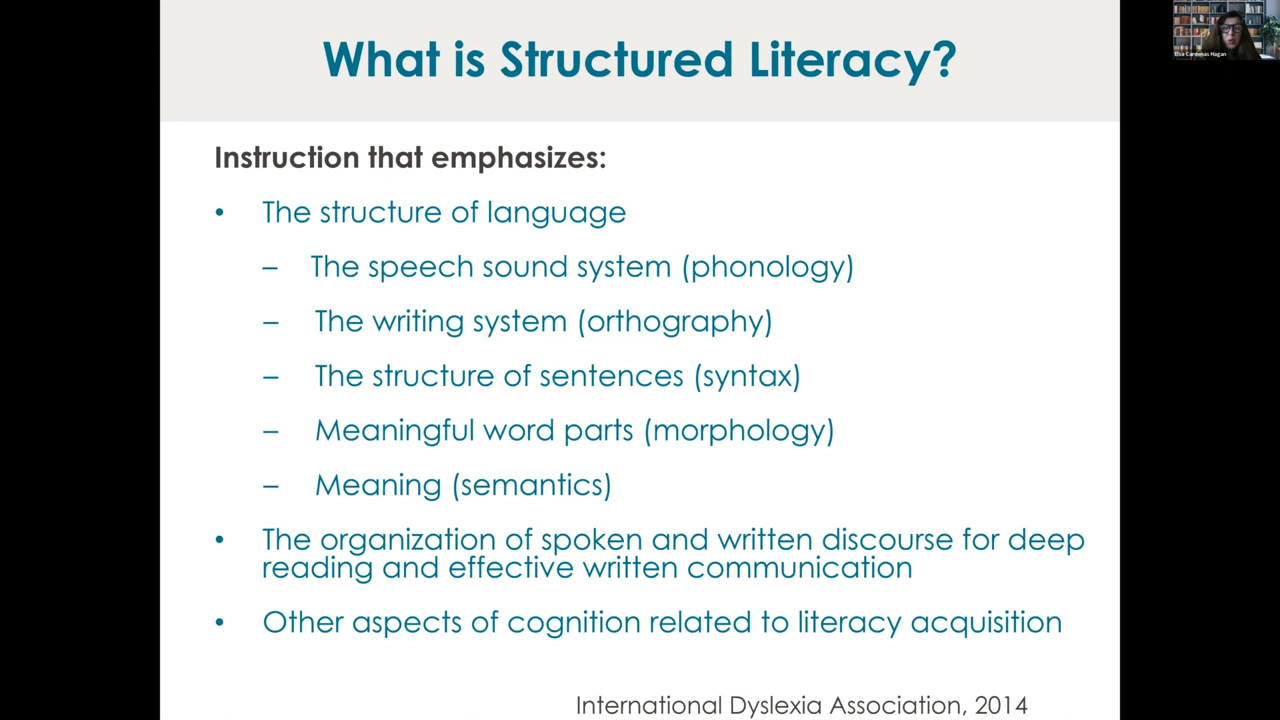 What is Structured Literacy?
Elsa Cardenas Hagan
Instruction that emphasizes:
• The structure of language
– The speech sound system (phonology)
– The writing system (orthography)
– The structure of sentences (syntax)
– Meaningful word parts (morphology)
– Meaning (semantics)
• The organization of spoken and written discourse for deep
reading and effective written communication
• Other aspects of cognition related to literacy acquisition
International Dyslexia Association, 2014